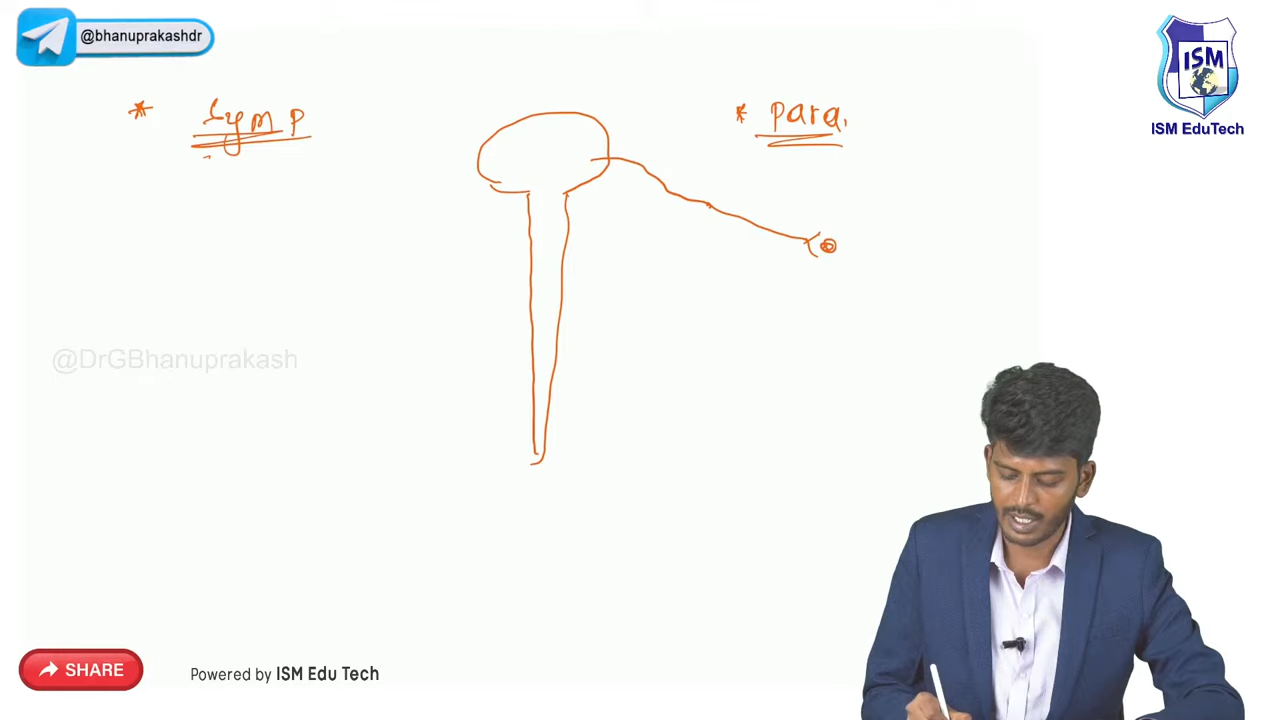 @bhanuprakashdr
ISM
ISM EduTech
* Symp
* Para.
@DrGBhanuprakash
SHARE
Powered by ISM Edu Tech